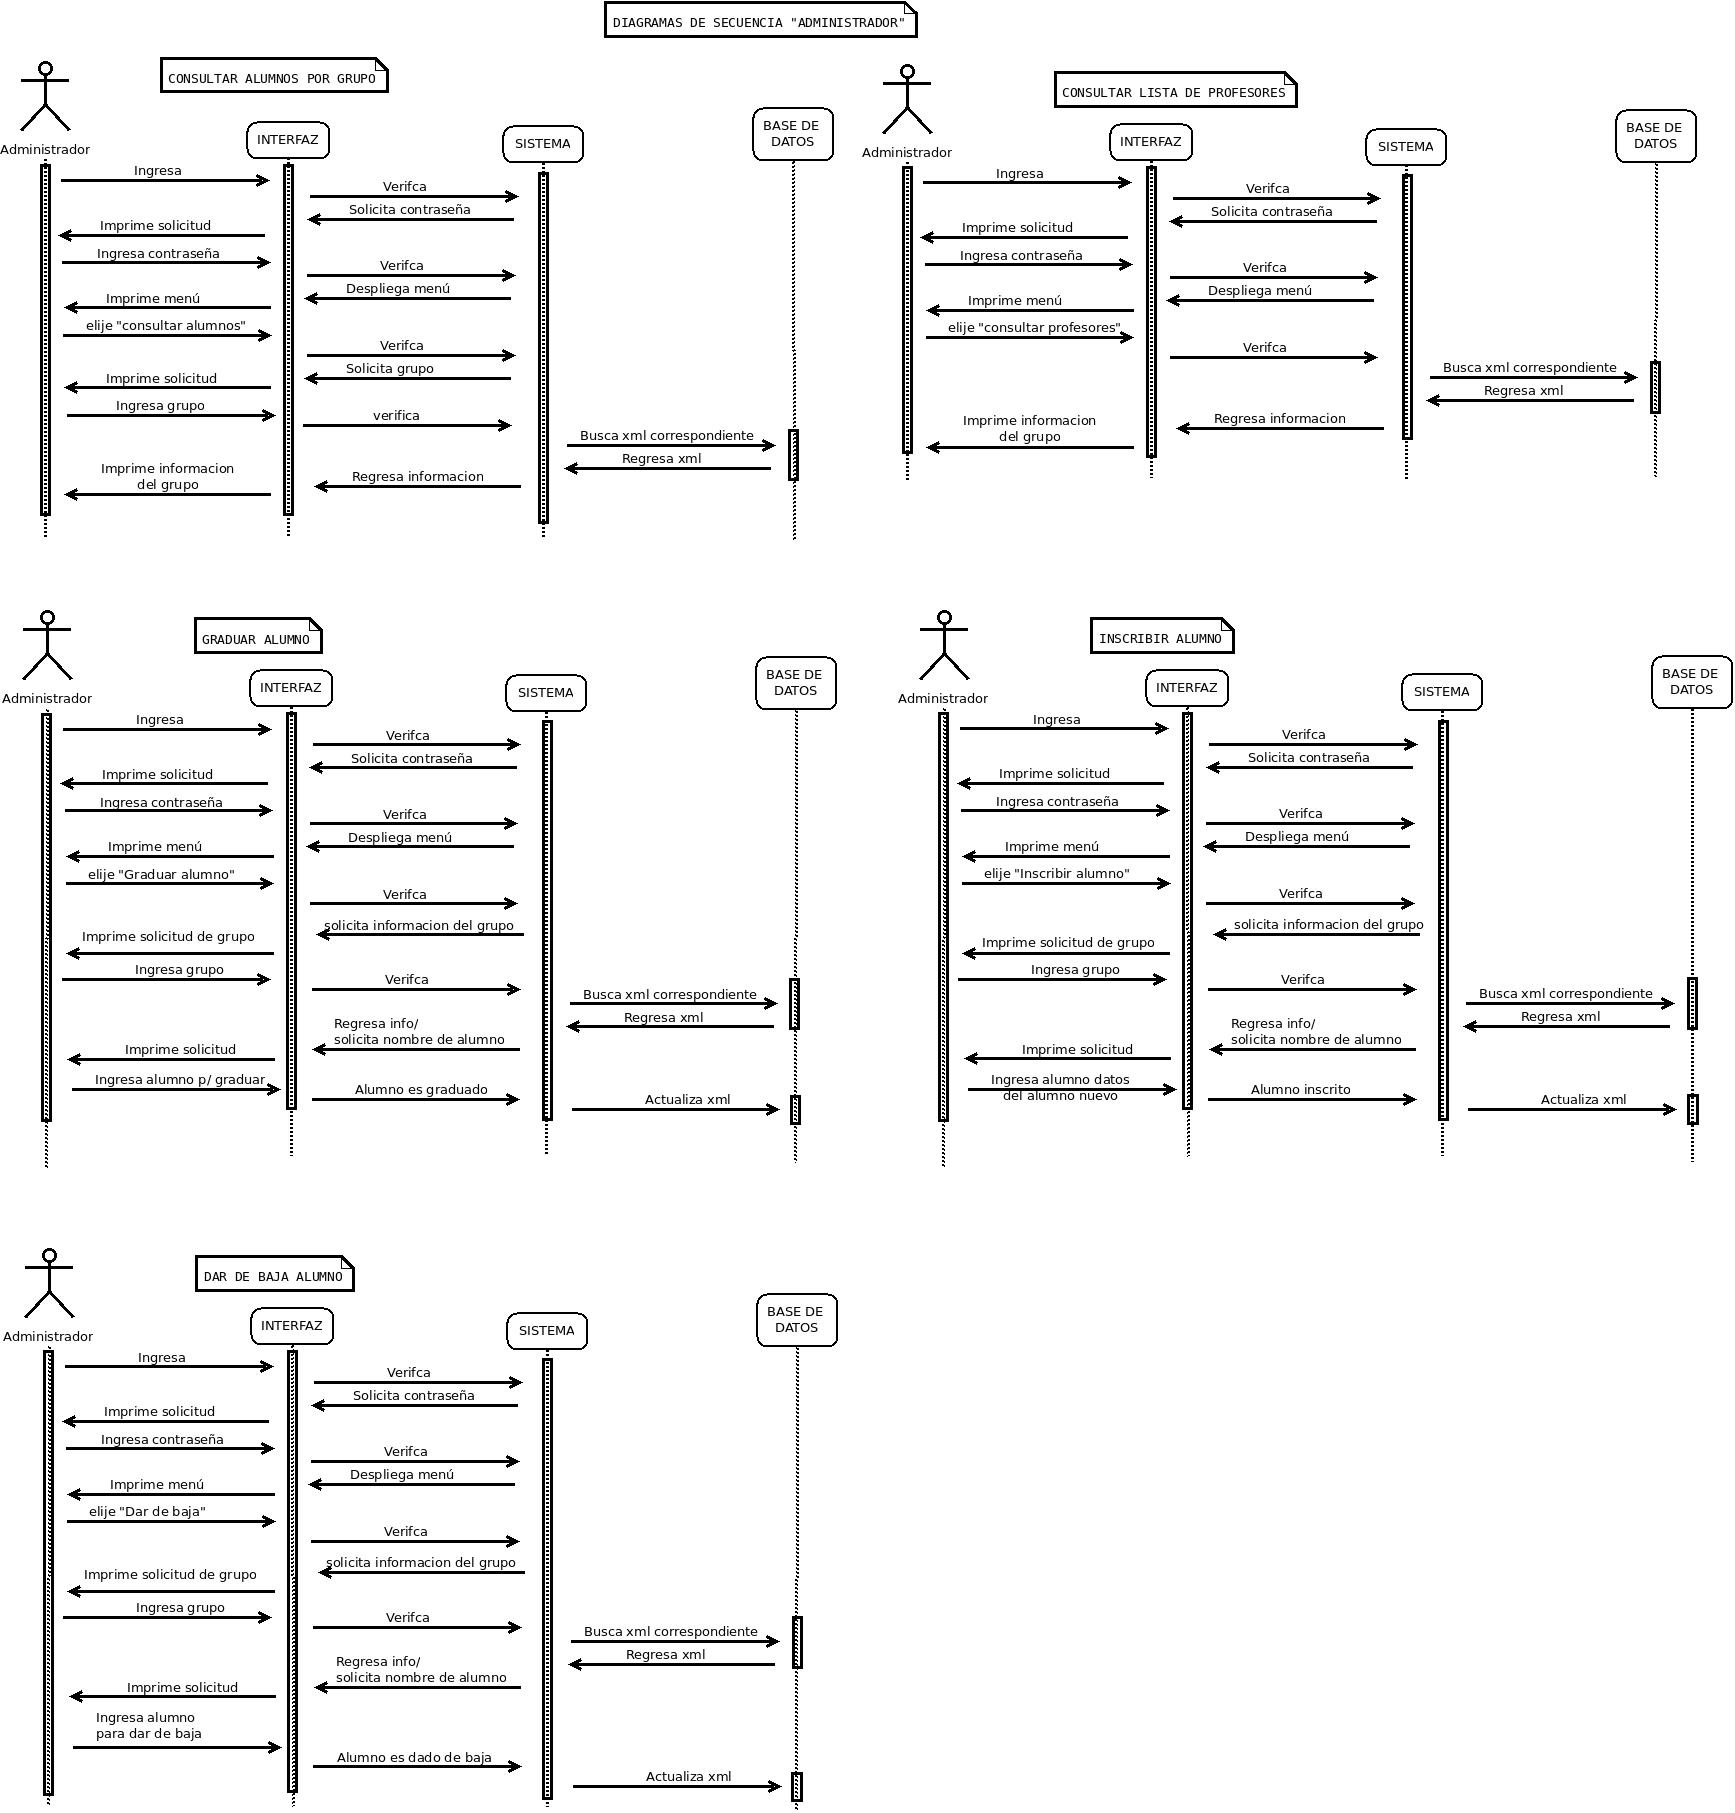 DIAGRAMAS DE SECUENCIA "ADMINISTRADOR"
CONSULTAR ALUMNOS POR GRUPO
Administrador
INTERFAZ
SISTEMA
BASE DE
DATOS
Ingresa
Verifca
Solicita contraseña
Imprime solicitud
Ingresa contraseña
Verifca
Despliega menú
Imprime menú
elije "consultar alumnos"
Verifca
Solicita grupo
Imprime solicitud
Ingresa grupo
verifica
Busca xml correspondiente
Regresa xml
Imprime informacion
del grupo
Regresa informacion
CONSULTAR LISTA DE PROFESORES
Administrador
INTERFAZ
SISTEMA
BASE DE
DATOS
Ingresa
Verifca
Solicita contraseña
Imprime solicitud
Ingresa contraseña
Verifca
Despliega menú
Imprime menú
elije "consultar profesores"
Verifca
Busca xml correspondiente
Regresa xml
Imprime informacion
del grupo
Regresa informacion
GRADUAR ALUMNO
Administrador
INTERFAZ
SISTEMA
BASE DE
DATOS
Ingresa
Verifca
Solicita contraseña
Imprime solicitud
Ingresa contraseña
Verifca
Despliega menú
Imprime menú
elije "Graduar alumno"
Verifca
solicita informacion del grupo
Imprime solicitud de grupo
Ingresa grupo
Verifca
Busca xml correspondiente
Regresa xml
Regresa info/
solicita nombre de alumno
Imprime solicitud
Ingresa alumno p/ graduar
Alumno es graduado
Actualiza xml
INSCRIBIR ALUMNO
Administrador
INTERFAZ
SISTEMA
BASE DE
DATOS
Ingresa
Verifca
Solicita contraseña
Imprime solicitud
Ingresa contraseña
Verifca
Despliega menú
Imprime menú
elije "Inscribir alumno"
Verifca
solicita informacion del grupo
Imprime solicitud de grupo
Ingresa grupo
Verifca
Busca xml correspondiente
Regresa xml
Regresa info/
solicita nombre de alumno
Imprime solicitud
Ingresa alumno datos
del alumno nuevo
Alumno inscrito
Actualiza xml
DAR DE BAJA ALUMNO
Administrador
INTERFAZ
SISTEMA
BASE DE
DATOS
Ingresa
Verifca
Solicita contraseña
Imprime solicitud
Ingresa contraseña
Verifca
Despliega menú
Imprime menú
elije "Dar de baja"
Verifca
solicita informacion del grupo
Imprime solicitud de grupo
Ingresa grupo
Verifca
Busca xml correspondiente
Regresa xml
Regresa info/
solicita nombre de alumno
Imprime solicitud
Ingresa alumno
para dar de baja
Alumno es dado de baja
Actualiza xml